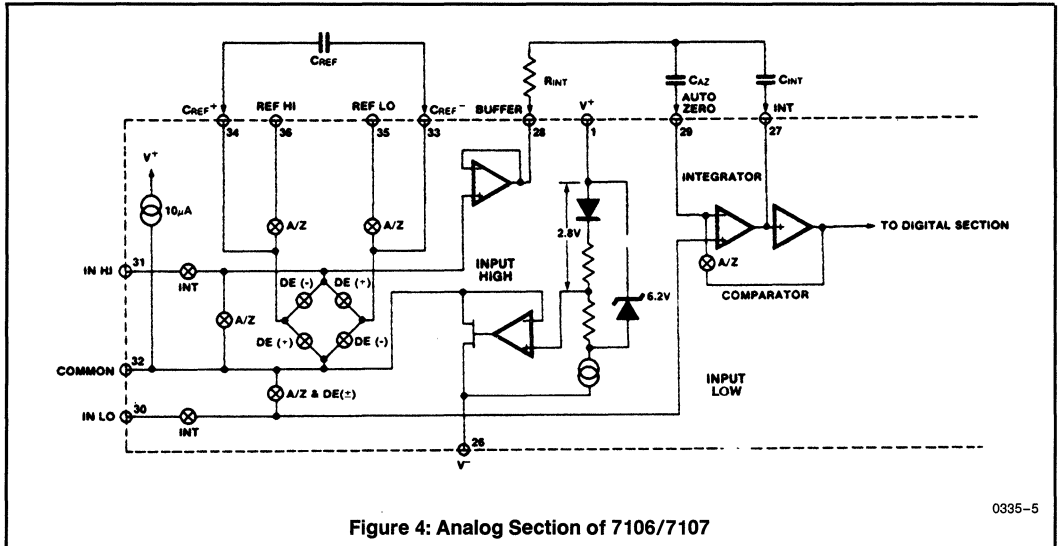 CREF
RINT
CAZ
CINT
CREF+
REF HI
REF LO
CREF-
BUFFER
V+
AUTO
ZERO
INT
34
36
35
33
28
1
29
27
V+
10µA
A/Z
A/Z
2.8V
INTEGRATOR
TO DIGITAL SECTION
IN HI
31
INT
INPUT
HIGH
DE (-)
DE (+)
A/Z
A/Z
COMPARATOR
6.2V
DE (+)
DE (-)
COMMON
32
A/Z & DE(±)
INPUT
LOW
IN LO
30
INT
26
V-
0335-5
Figure 4: Analog Section of 7106/7107